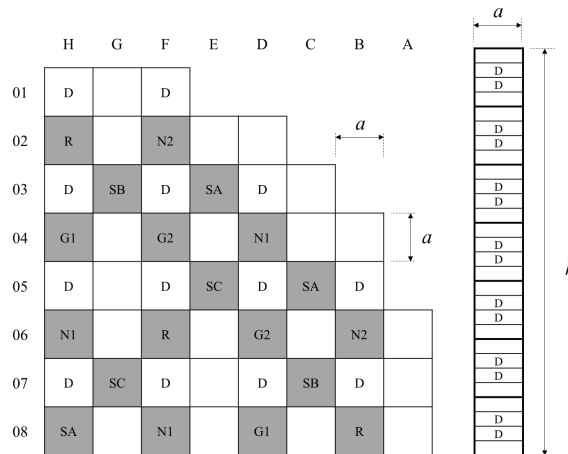 a
H G F E D C B A
01 D D
D
D
02 R N2 a
D
D
03 D SB D SA D
D
D
04 G1 G2 N1 a
D
D
05 D D SC D SA D
D
D
06 N1 R G2 N2
D
D
07 D SC D D SB D
D
D
08 SA N1 G1 R